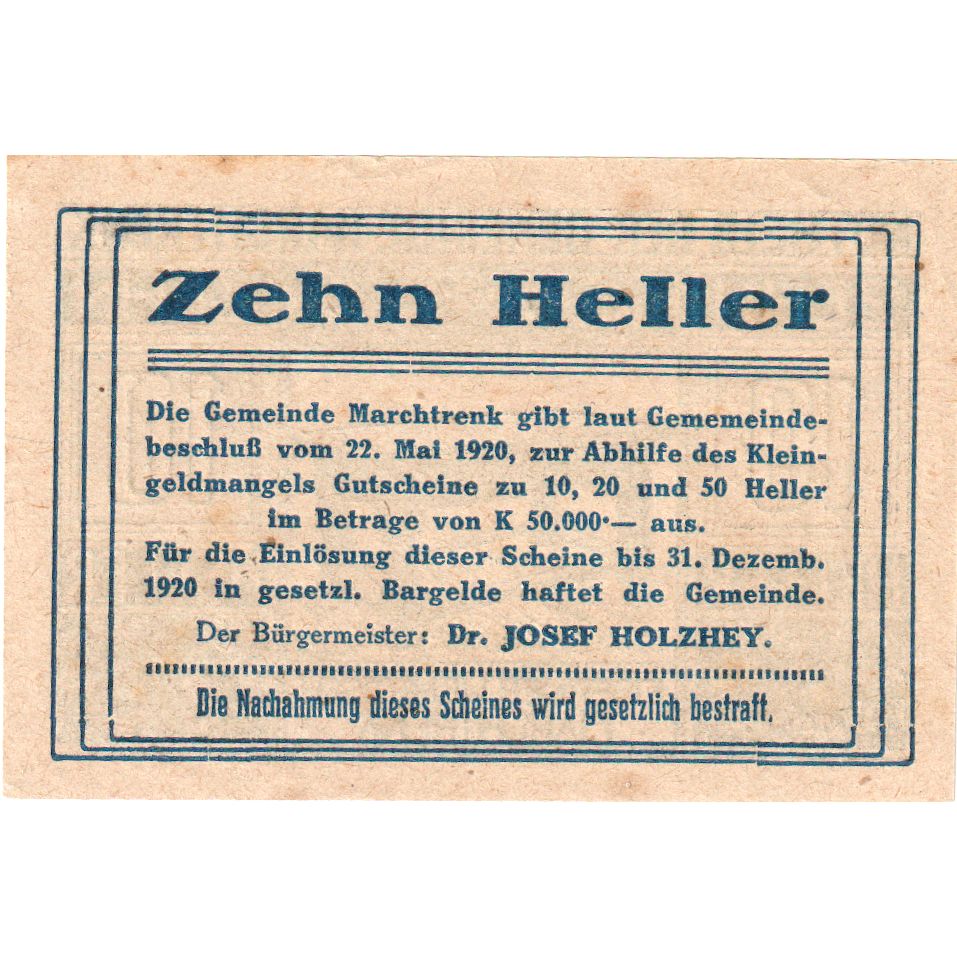 Zehn Heller
Die Gemeinde Marchtrenk gibt laut Gememeinde-
beschluß vom 22. Mai 1920, zur Abhilfe des Klein-
geldmangels Gutscheine zu 10, 20 und 50 Heller
im Betrage von K 50.000·— aus.
Für die Einlösung dieser Scheine bis 31. Dezemb.
1920 in gesetzl. Bargelde haftet die Gemeinde.
Der Bürgermeister: Dr. JOSEF HOLZHEY.
Die Nachahmung dieses Scheines wird gesetzlich bestraft.